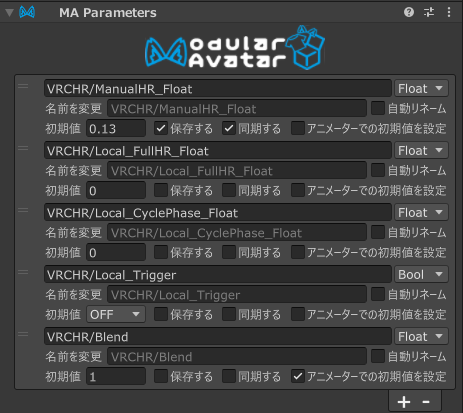 MA Parameters
Modular Avatar
VRCHR/ManualHR_Float Float
名前を変更 VRCHR/ManualHR_Float 自動リネーム
初期値 0.13 保存する 同期する アニメーターでの初期値を設定
VRCHR/Local_FullHR_Float Float
名前を変更 VRCHR/Local_FullHR_Float 自動リネーム
初期値 0 保存する 同期する アニメーターでの初期値を設定
VRCHR/Local_CyclePhase_Float Float
名前を変更 VRCHR/Local_CyclePhase_Float 自動リネーム
初期値 0 保存する 同期する アニメーターでの初期値を設定
VRCHR/Local_Trigger Bool
名前を変更 VRCHR/Local_Trigger 自動リネーム
初期値 OFF 保存する 同期する アニメーターでの初期値を設定
VRCHR/Blend Float
名前を変更 VRCHR/Blend 自動リネーム
初期値 1 保存する 同期する アニメーターでの初期値を設定
+ -